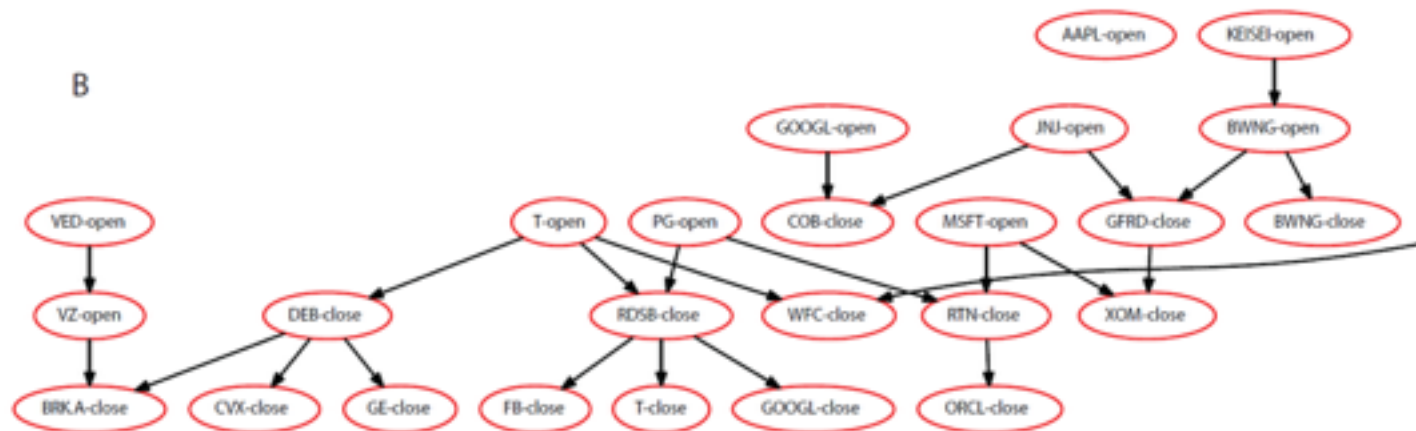 AAPL-open KEISEI-open
B
GOOGL-open JNJ-open BWNG-open
VED-open T-open PG-open COB-close MSFT-open GFRD-close BWNG-close
VZ-open DEB-close RDSB-close WFC-close RTN-close XOM-close
BRK.A-close CVX-close GE-close FB-close T-close GOOGL-close ORCL-close